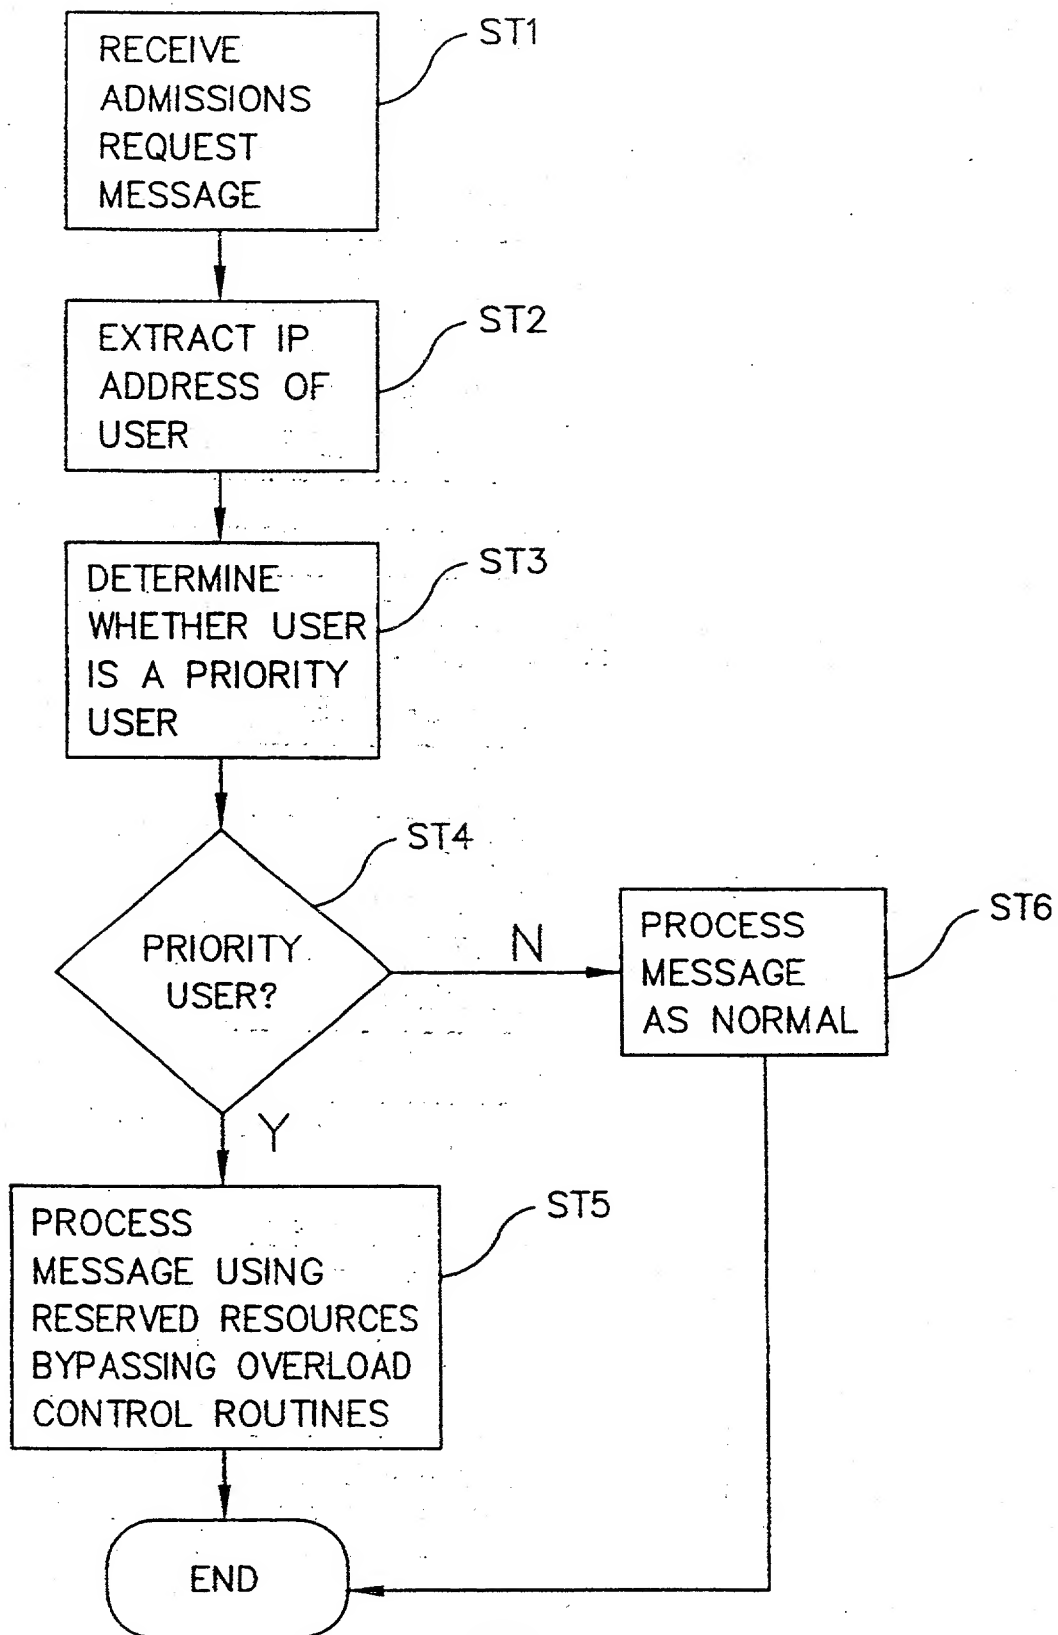 RECEIVE
ADMISSIONS
REQUEST
MESSAGE
ST1
EXTRACT IP
ADDRESS OF
USER
ST2
DETERMINE
WHETHER USER
IS A PRIORITY
USER
ST3
PRIORITY
USER?
ST4
N
PROCESS
MESSAGE
AS NORMAL
ST6
Y
PROCESS
MESSAGE USING
RESERVED RESOURCES
BYPASSING OVERLOAD
CONTROL ROUTINES
ST5
END